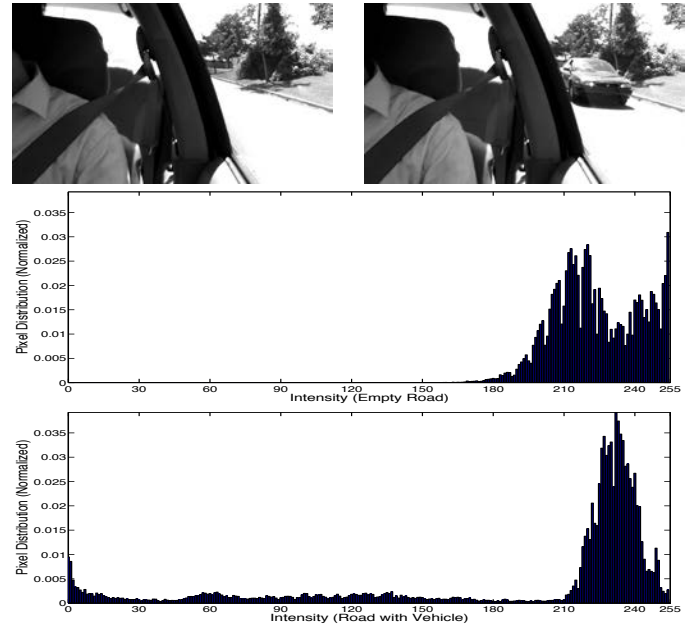 Pixel Distribution (Normalized)
0.035
0.03
0.025
0.02
0.015
0.01
0.005
0
0 30 60 90 120 150 180 210 240 255
Intensity (Empty Road)
Pixel Distribution (Normalized)
0.035
0.03
0.025
0.02
0.015
0.01
0.005
0
0 30 60 90 120 150 180 210 240 255
Intensity (Road with Vehicle)